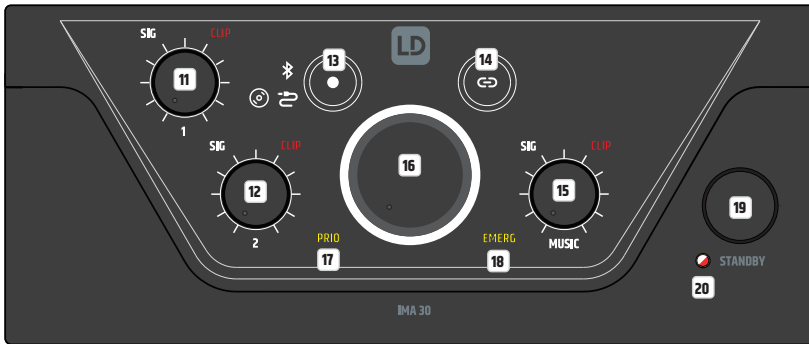 SIG CLIP
LD
13
14
11
1
SIG CLIP
12
2
16
SIG CLIP
15
MUSIC
19
PRIO
17
EMERG
18
STANDBY
20
IMA 30